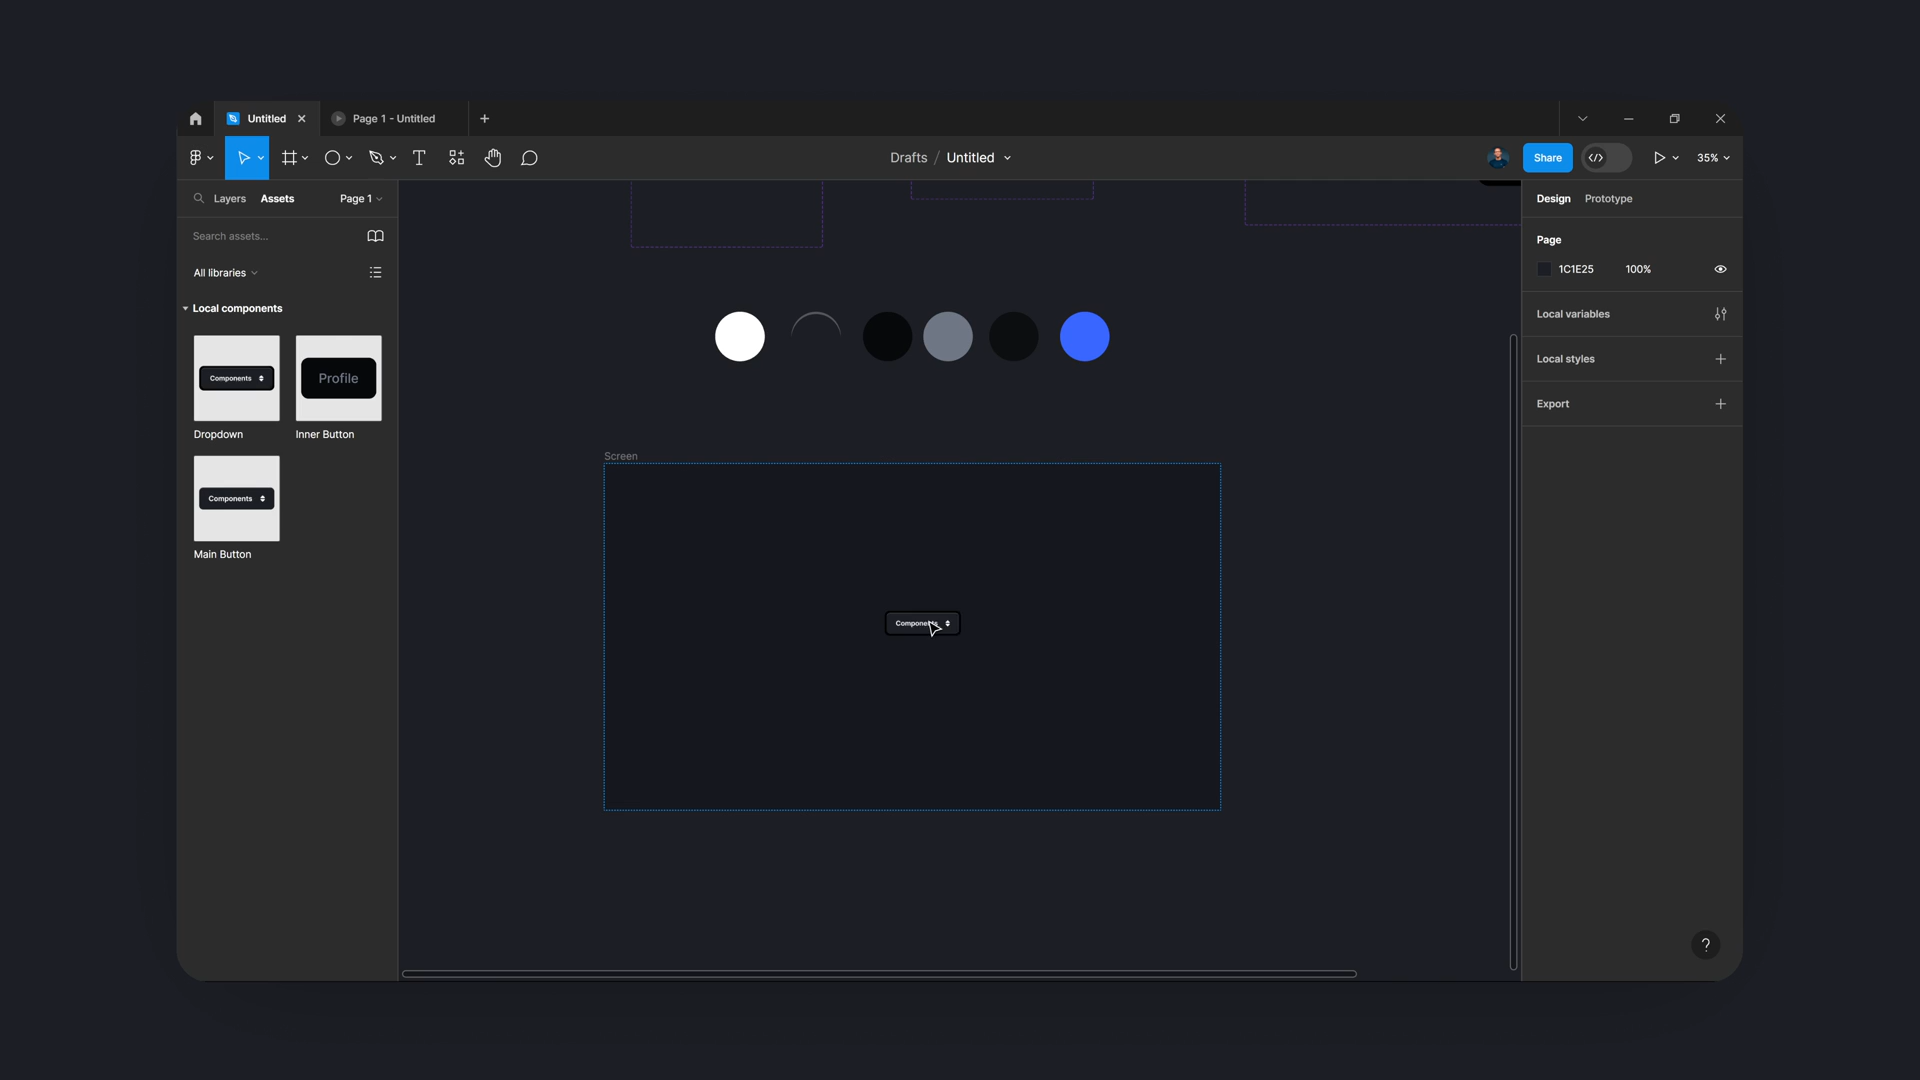 Untitled
Page 1 - Untitled
Drafts / Untitled
Share
35%
Layers
Assets
Page 1
Search assets...
All libraries
Local components
Components
Profile
Dropdown
Inner Button
Components
Main Button
Screen
Components
Design
Prototype
Page
1C1E25
100%
Local variables
Local styles
Export
?